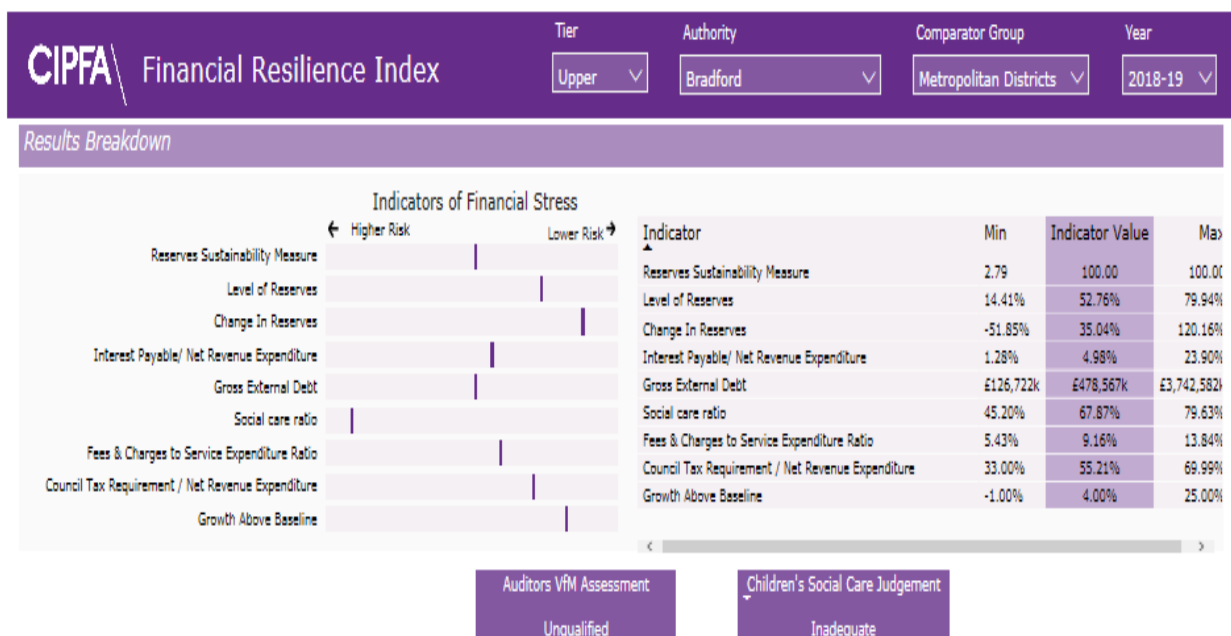 Tier Authority Comparator Group Year
CIPFA Financial Resilience Index
Upper Bradford Metropolitan Districts 2018-19
Results Breakdown
Indicators of Financial Stress
Higher Risk Lower Risk
Reserves Sustainability Measure
Level of Reserves
Change In Reserves
Interest Payable/ Net Revenue Expenditure
Gross External Debt
Social care ratio
Fees & Charges to Service Expenditure Ratio
Council Tax Requirement / Net Revenue Expenditure
Growth Above Baseline
Indicator Min Indicator Value Max
Reserves Sustainability Measure 2.79 100.00 100.00
Level of Reserves 14.41% 52.76% 79.94%
Change In Reserves -51.85% 35.04% 120.16%
Interest Payable/ Net Revenue Expenditure 1.28% 4.98% 23.90%
Gross External Debt £126,722k £478,567k £3,742,582k
Social care ratio 45.20% 67.87% 79.63%
Fees & Charges to Service Expenditure Ratio 5.43% 9.16% 13.84%
Council Tax Requirement / Net Revenue Expenditure 33.00% 55.21% 69.99%
Growth Above Baseline -1.00% 4.00% 25.00%
Auditors VfM Assessment
Unqualified
Children's Social Care Judgement
Inadequate